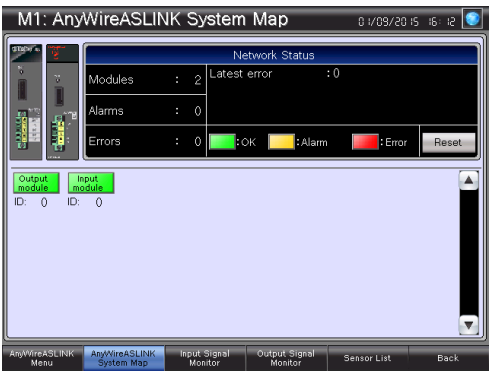 M1: AnyWireASLINK System Map 01/09/2015 16:12
Network Status
Modules : 2 Latest error :0
Alarms : 0
Errors : 0 :OK :Alarm :Error Reset
Output module Input module
ID: 0 ID: 0
AnyWireASLINK Menu AnyWireASLINK System Map Input Signal Monitor Output Signal Monitor Sensor List Back